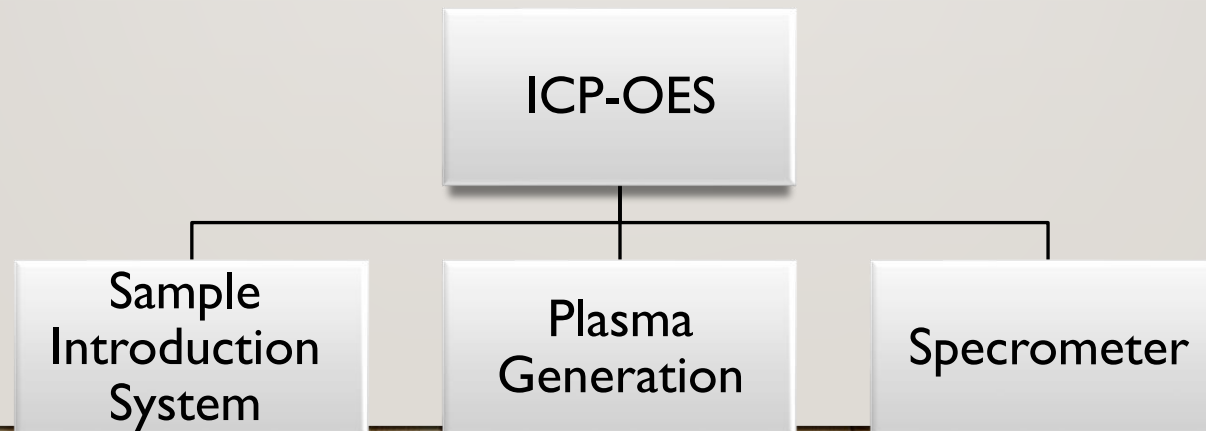 ICP-OES
Sample
Introduction
System
Plasma
Generation
Specrometer